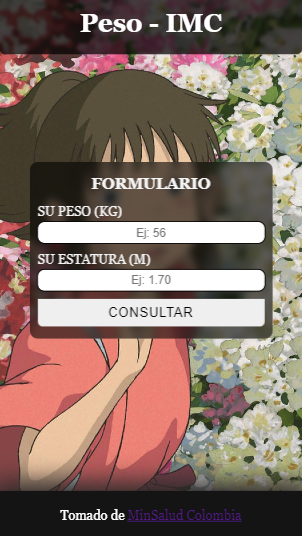 Peso - IMC
FORMULARIO
SU PESO (KG)
Ej: 56
SU ESTATURA (M)
Ej: 1.70
CONSULTAR
Tomado de MinSalud Colombia